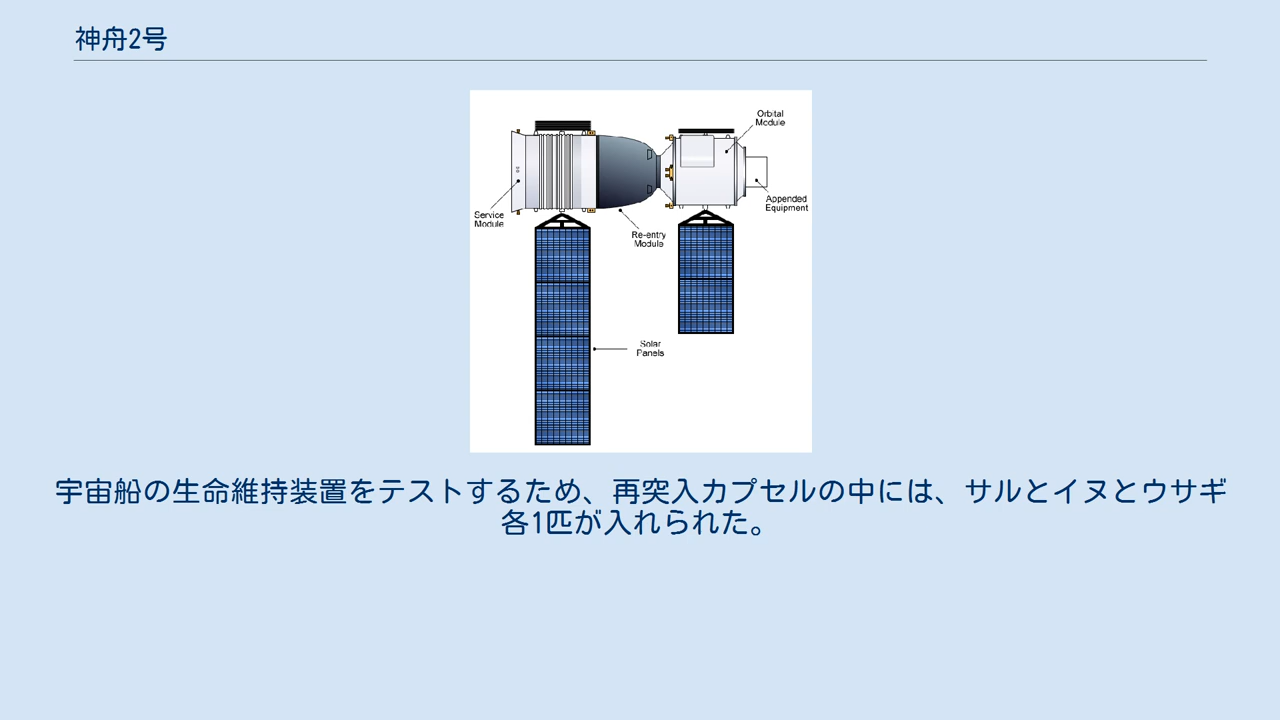 神舟2号
Orbital
Module
Appended
Equipment
Service
Module
Re-entry
Module
Solar
Panels
宇宙船の生命維持装置をテストするため、再突入カプセルの中には、サルとイヌとウサギ
各1匹が入れられた。